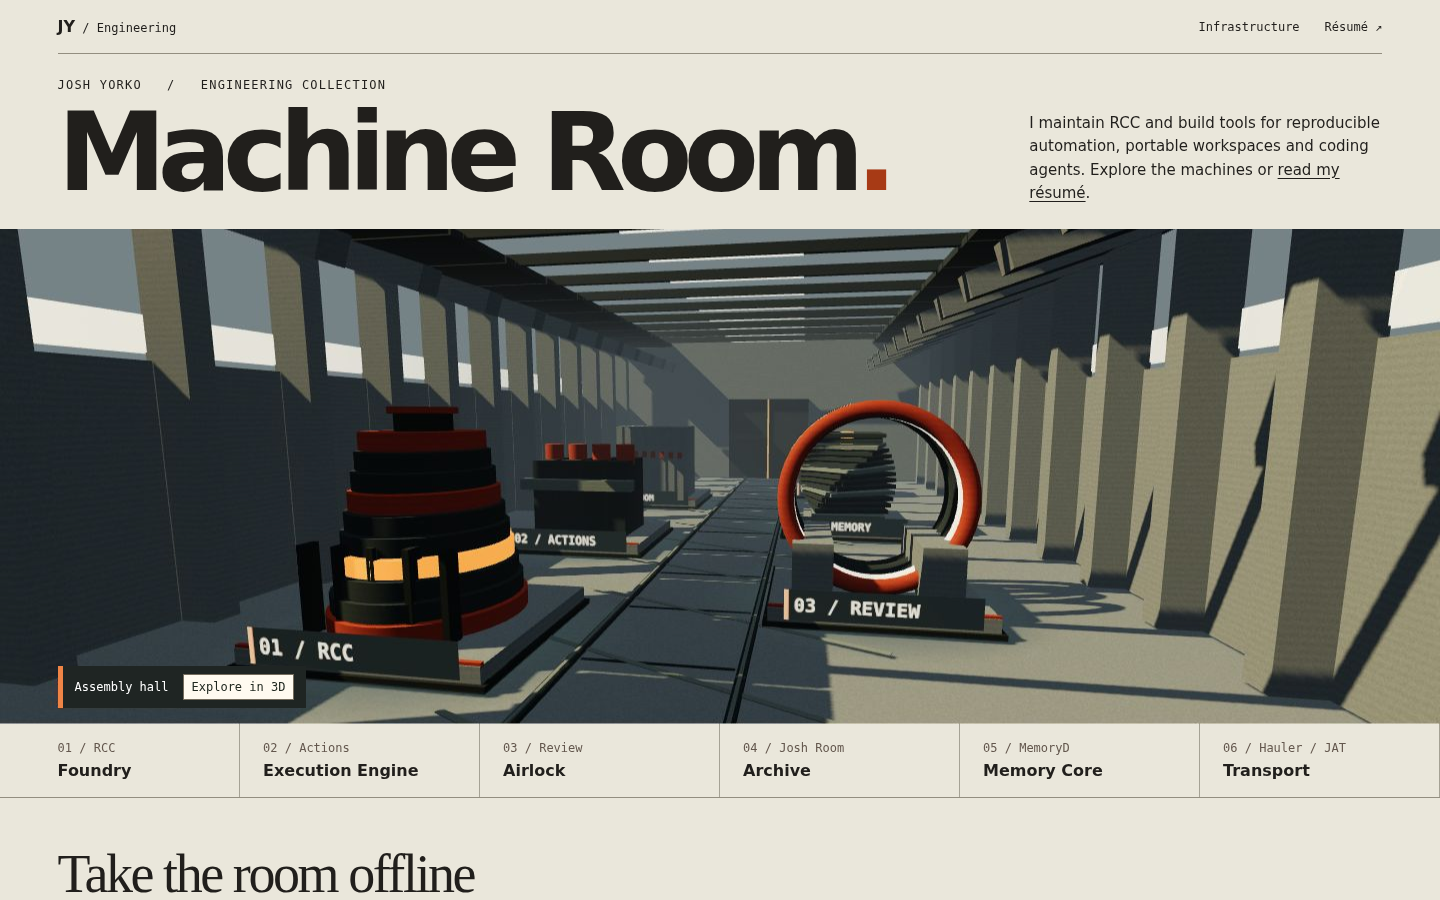 JY / Engineering
Infrastructure
Résumé ↗
JOSH YORKO / ENGINEERING COLLECTION
Machine Room.
I maintain RCC and build tools for reproducible
automation, portable workspaces and coding
agents. Explore the machines or read my
résumé.
MEMORY
02 / ACTIONS
03 / REVIEW
01 / RCC
Assembly hall
Explore in 3D
01 / RCC
Foundry
02 / Actions
Execution Engine
03 / Review
Airlock
04 / Josh Room
Archive
05 / MemoryD
Memory Core
06 / Hauler / JAT
Transport
Take the room offline